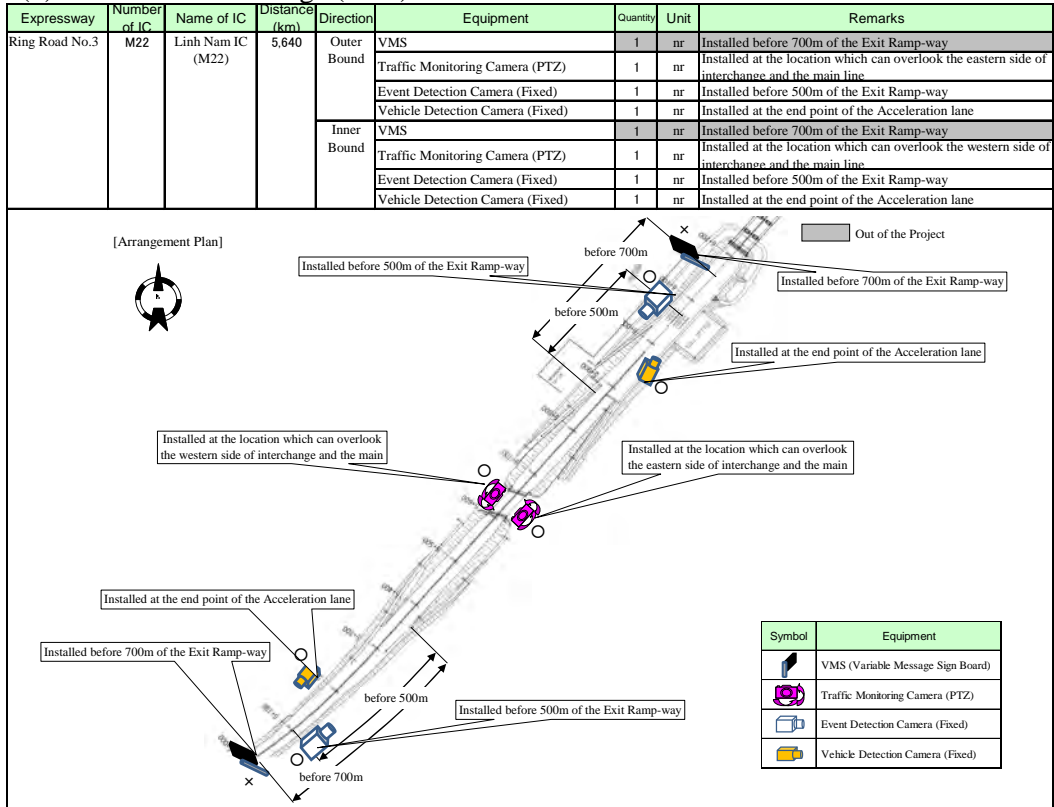 Expressway Number of IC Name of IC Distance (km) Direction Equipment Quantity Unit Remarks
Ring Road No.3 M22 Linh Nam IC (M22) 5,640 Outer Bound VMS 1 nr Installed before 700m of the Exit Ramp-way
Traffic Monitoring Camera (PTZ) 1 nr Installed at the location which can overlook the eastern side of interchange and the main line
Event Detection Camera (Fixed) 1 nr Installed before 500m of the Exit Ramp-way
Vehicle Detection Camera (Fixed) 1 nr Installed at the end point of the Acceleration lane
Inner Bound VMS 1 nr Installed before 700m of the Exit Ramp-way
Traffic Monitoring Camera (PTZ) 1 nr Installed at the location which can overlook the western side of interchange and the main line
Event Detection Camera (Fixed) 1 nr Installed before 500m of the Exit Ramp-way
Vehicle Detection Camera (Fixed) 1 nr Installed at the end point of the Acceleration lane
[Arrangement Plan]
Out of the Project
before 700m
Installed before 500m of the Exit Ramp-way
Installed before 700m of the Exit Ramp-way
before 500m
Installed at the end point of the Acceleration lane
Installed at the location which can overlook
the western side of interchange and the main
Installed at the location which can overlook
the eastern side of interchange and the main
Installed at the end point of the Acceleration lane
Installed before 700m of the Exit Ramp-way
before 500m
Installed before 500m of the Exit Ramp-way
before 700m
Symbol Equipment
VMS (Variable Message Sign Board)
Traffic Monitoring Camera (PTZ)
Event Detection Camera (Fixed)
Vehicle Detection Camera (Fixed)